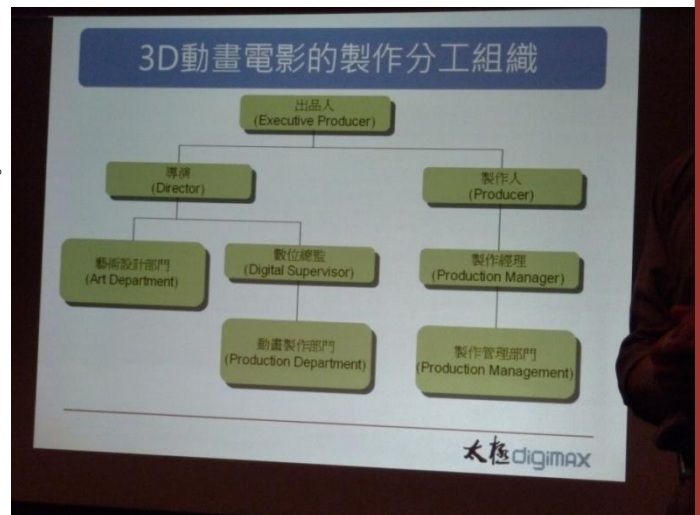 3D動畫電影的製作分工組織
出品人
(Executive Producer)
導演
(Director)
製作人
(Producer)
藝術設計部門
(Art Department)
數位總監
(Digital Supervisor)
製作經理
(Production Manager)
動畫製作部門
(Production Department)
製作管理部門
(Production Management)
太極digimax